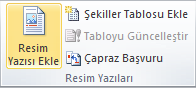 Resim
Yazısı Ekle
Şekiller Tablosu Ekle
Tabloyu Güncelleştir
Çapraz Başvuru
Resim Yazıları